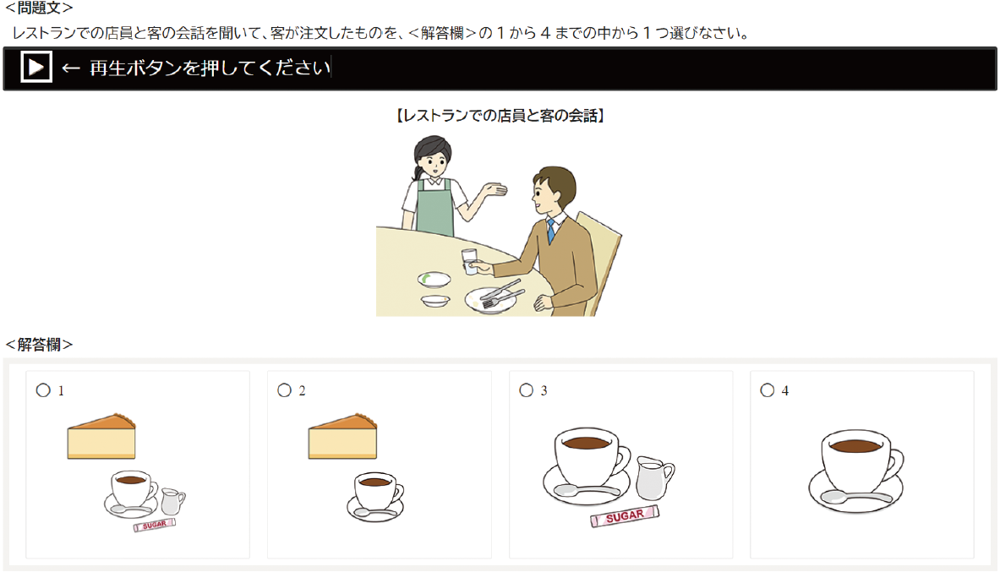 <問題文>
レストランでの店員と客の会話を聞いて、客が注文したものを、<解答欄>の1から4までの中から1つ選びなさい。
← 再生ボタンを押してください
【レストランでの店員と客の会話】
<解答欄>
1
2
3
4
SUGAR
SUGAR